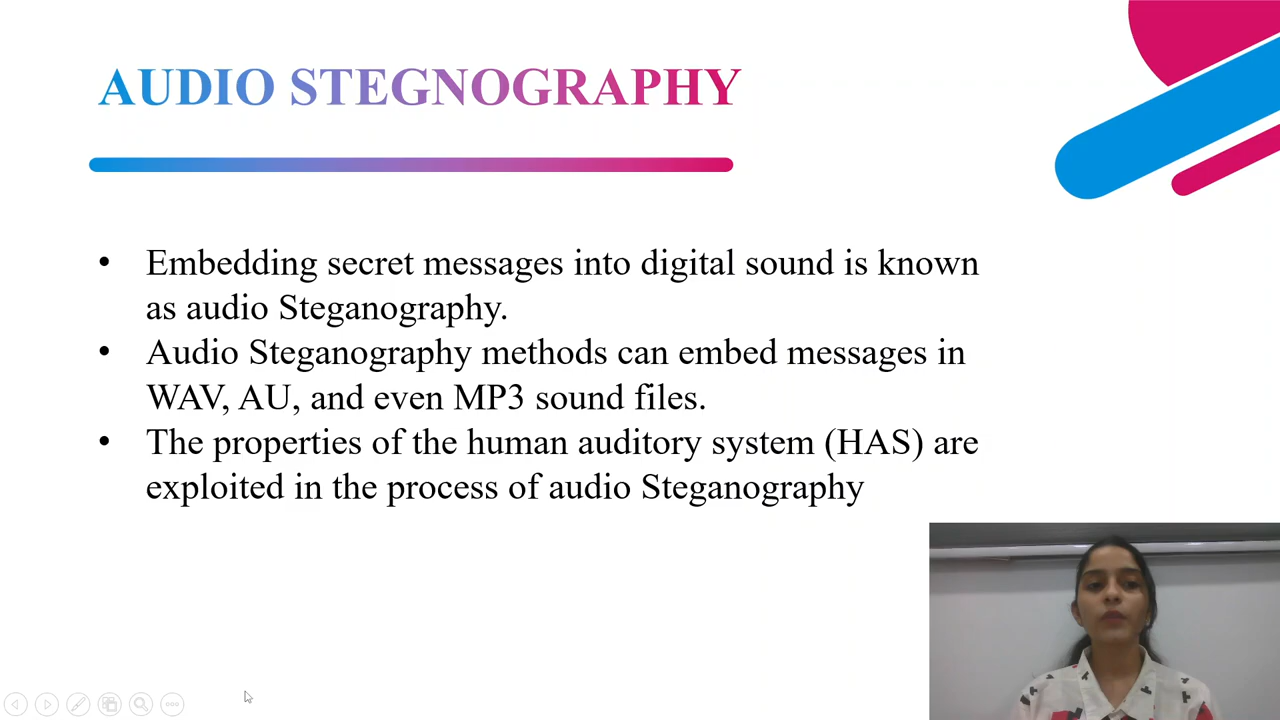 AUDIO STEGNOGRAPHY
• Embedding secret messages into digital sound is known
as audio Steganography.
• Audio Steganography methods can embed messages in
WAV, AU, and even MP3 sound files.
• The properties of the human auditory system (HAS) are
exploited in the process of audio Steganography